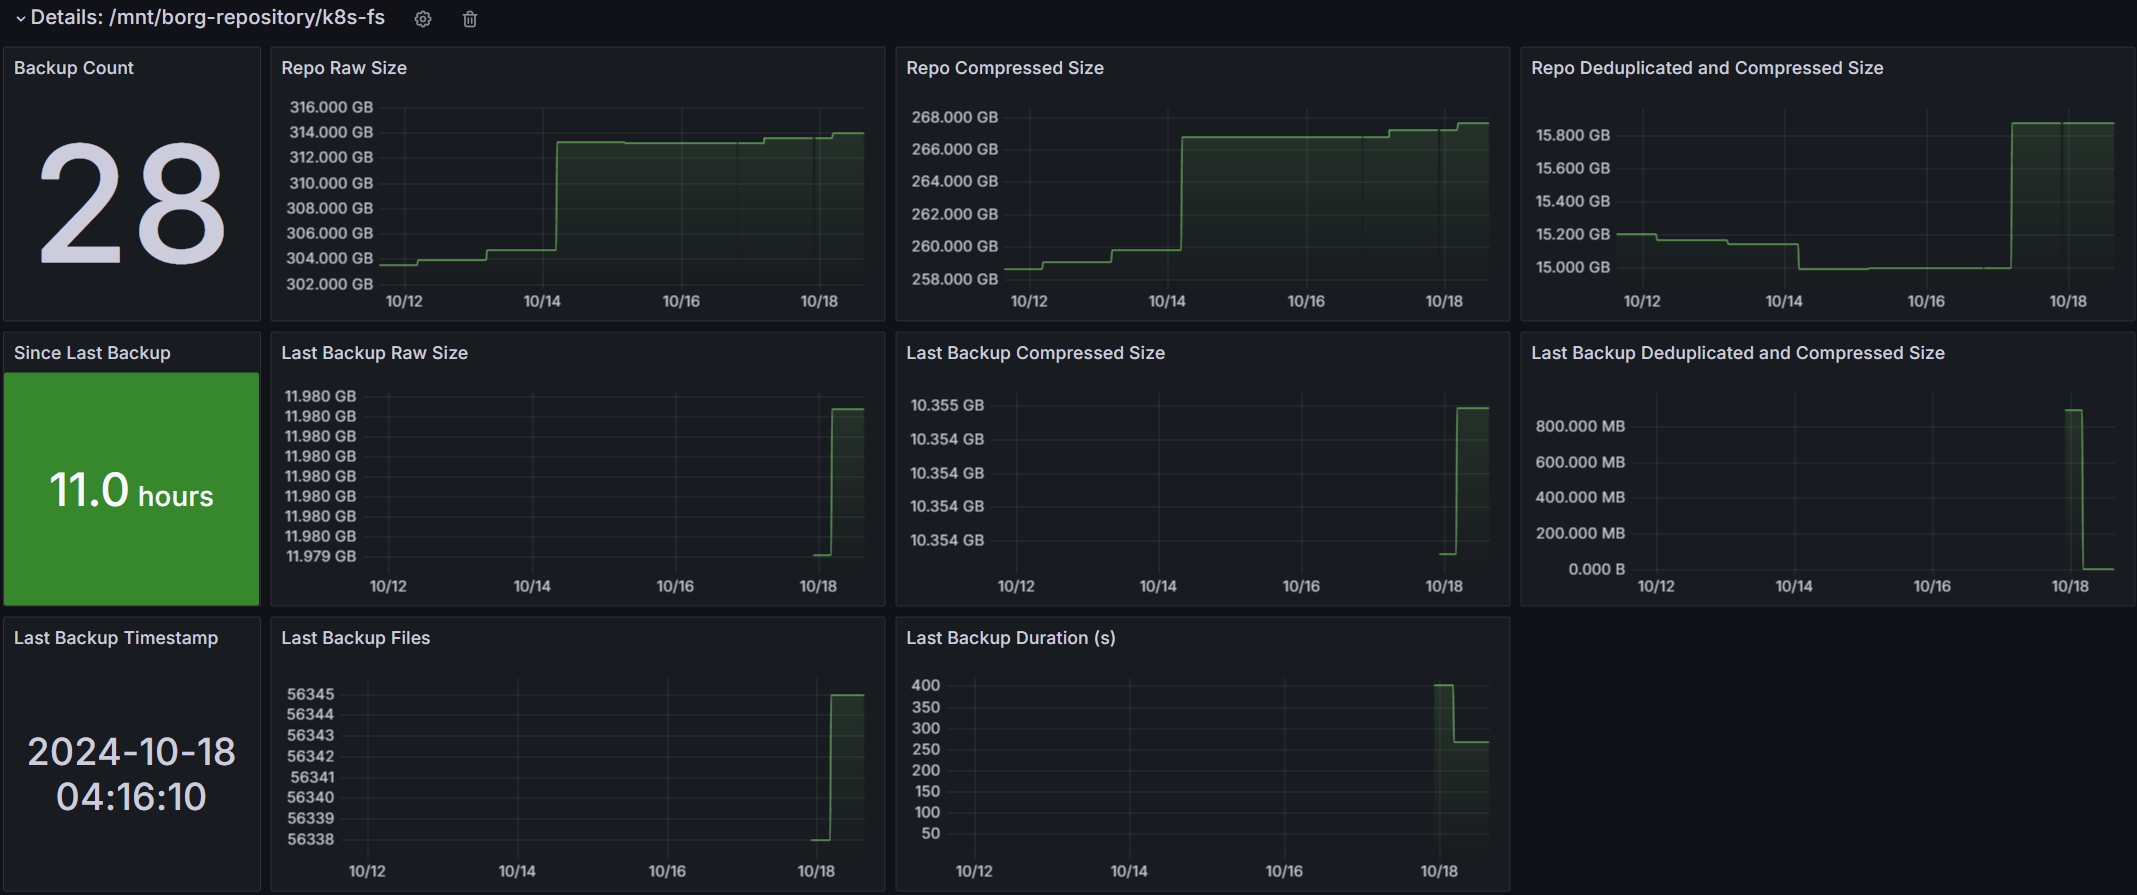 Details: /mnt/borg-repository/k8s-fs
Backup Count
28
Repo Raw Size
316.000 GB
314.000 GB
312.000 GB
310.000 GB
308.000 GB
306.000 GB
304.000 GB
302.000 GB
10/12 10/14 10/16 10/18
Repo Compressed Size
268.000 GB
266.000 GB
264.000 GB
262.000 GB
260.000 GB
258.000 GB
10/12 10/14 10/16 10/18
Repo Deduplicated and Compressed Size
15.800 GB
15.600 GB
15.400 GB
15.200 GB
15.000 GB
10/12 10/14 10/16 10/18
Since Last Backup
11.0 hours
Last Backup Raw Size
11.980 GB
11.980 GB
11.980 GB
11.980 GB
11.980 GB
11.980 GB
11.980 GB
11.980 GB
11.979 GB
10/12 10/14 10/16 10/18
Last Backup Compressed Size
10.355 GB
10.354 GB
10.354 GB
10.354 GB
10.354 GB
10/12 10/14 10/16 10/18
Last Backup Deduplicated and Compressed Size
800.000 MB
600.000 MB
400.000 MB
200.000 MB
0.000 B
10/12 10/14 10/16 10/18
Last Backup Timestamp
2024-10-18
04:16:10
Last Backup Files
56345
56344
56343
56342
56341
56340
56339
56338
10/12 10/14 10/16 10/18
Last Backup Duration (s)
400
350
300
250
200
150
100
50
10/12 10/14 10/16 10/18